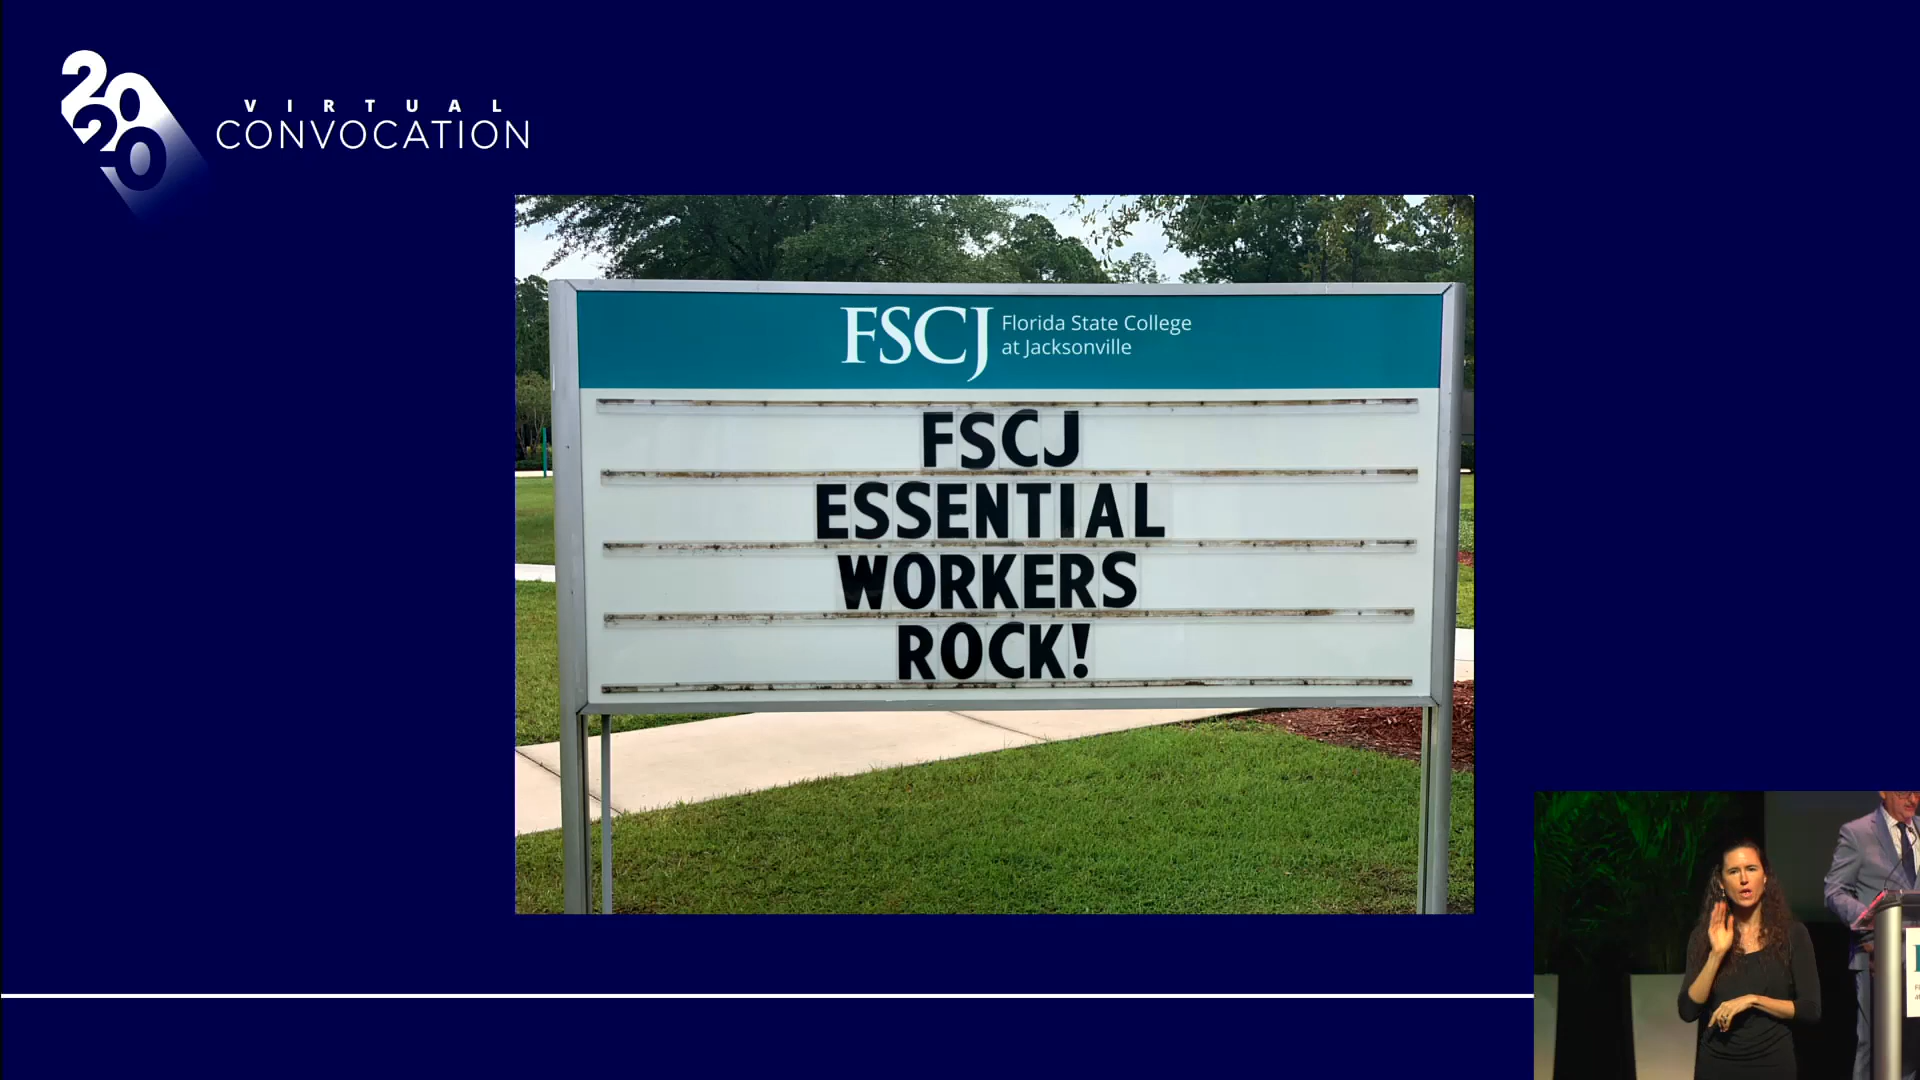 2020
VIRTUAL
CONVOCATION
FSCJ
Florida State College
at Jacksonville
FSCJ
ESSENTIAL
WORKERS
ROCK!